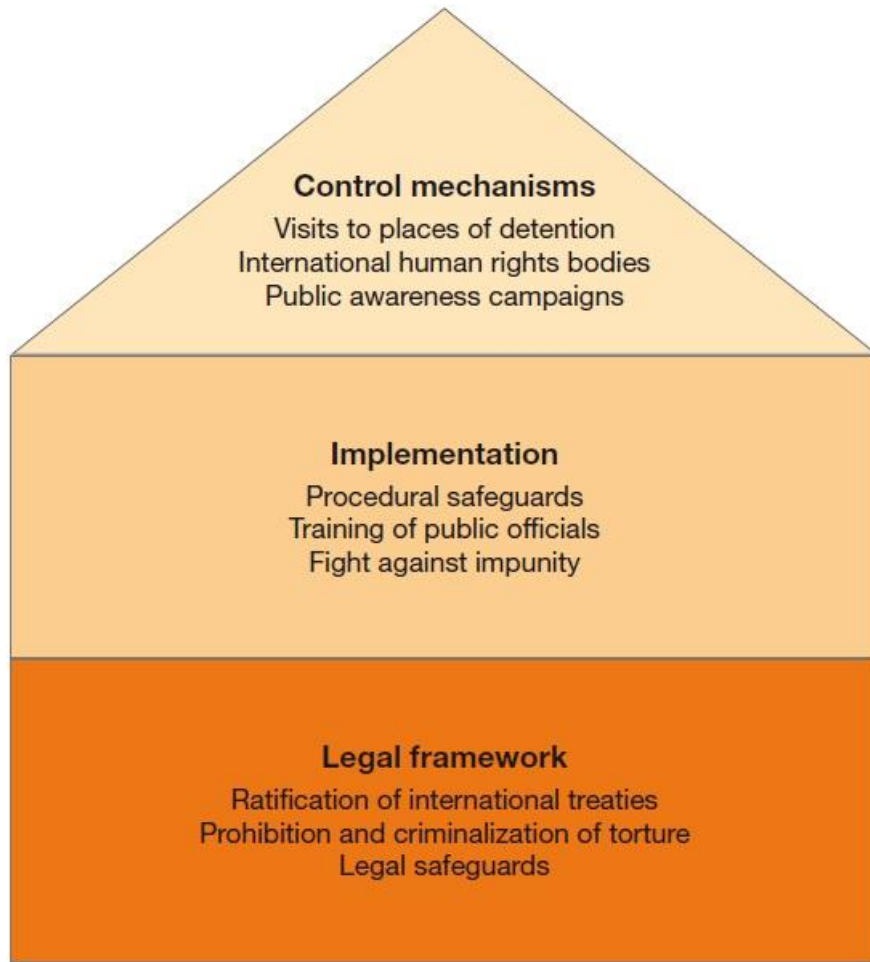 Control mechanisms
Visits to places of detention
International human rights bodies
Public awareness campaigns
Implementation
Procedural safeguards
Training of public officials
Fight against impunity
Legal framework
Ratification of international treaties
Prohibition and criminalization of torture
Legal safeguards